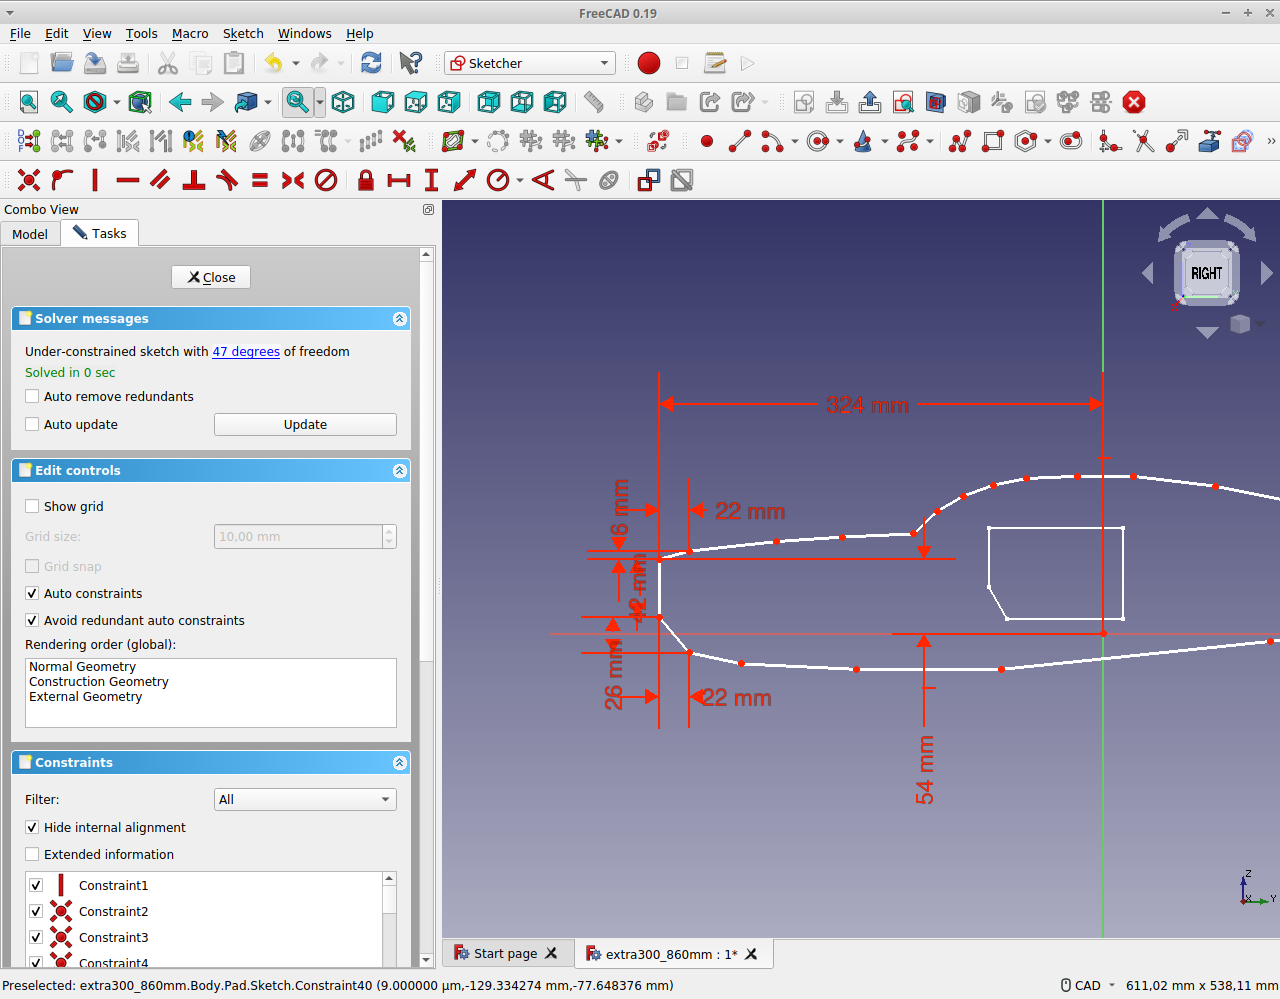 FreeCAD 0.19
File Edit View Tools Macro Sketch Windows Help
Sketcher
DOF
Combo View
Model Tasks
Close
Solver messages
Under-constrained sketch with 47 degrees of freedom
Solved in 0 sec
Auto remove redundants
Auto update Update
Edit controls
Show grid
Grid size: 10,00 mm
Grid snap
Auto constraints
Avoid redundant auto constraints
Rendering order (global):
Normal Geometry
Construction Geometry
External Geometry
Constraints
Filter: All
Hide internal alignment
Extended information
Constraint1
Constraint2
Constraint3
Constraint4
RIGHT
324 mm
6 mm
22 mm
42 mm
26 mm
22 mm
54 mm
Z
X
Y
Start page
extra300_860mm : 1*
Preselected: extra300_860mm.Body.Pad.Sketch.Constraint40 (9.000000 µm,-129.334274 mm,-77.648376 mm)
CAD
611,02 mm x 538,11 mm